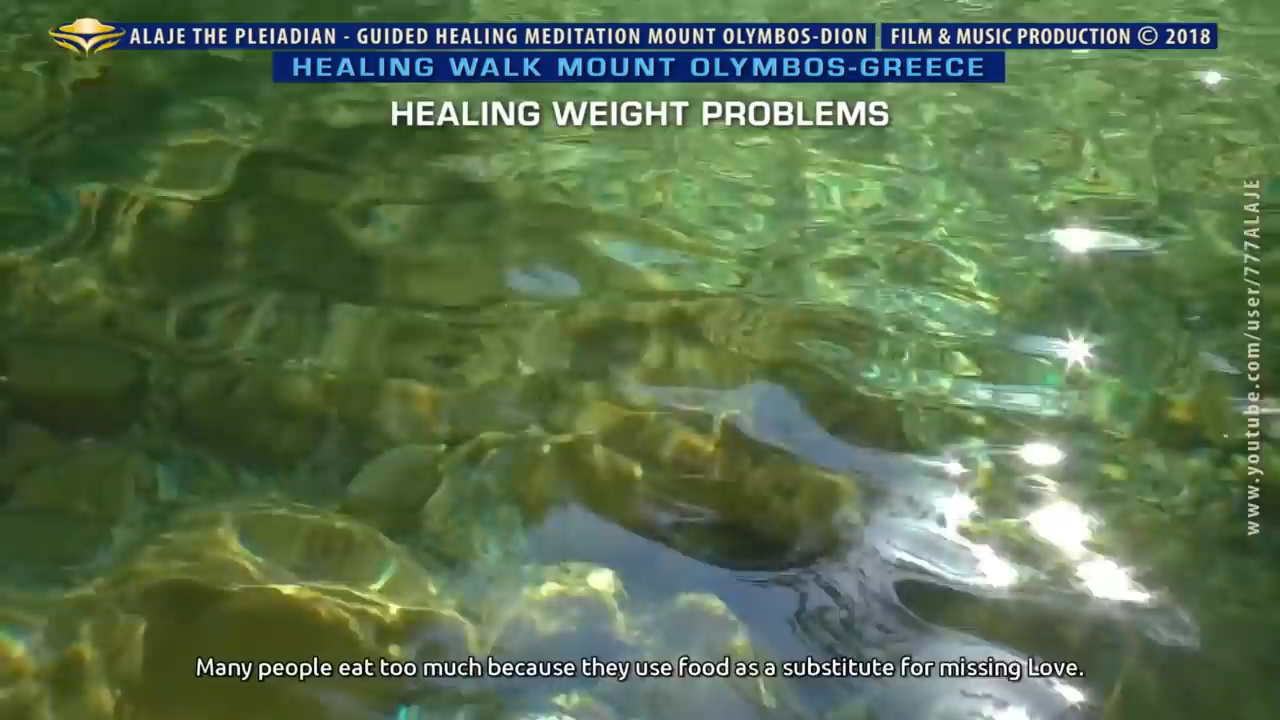 ALAJE THE PLEIADIAN - GUIDED HEALING MEDITATION MOUNT OLYMBOS-DION FILM & MUSIC PRODUCTION © 2018
HEALING WALK MOUNT OLYMBOS-GREECE
HEALING WEIGHT PROBLEMS
www.youtube.com/user/777ALAJE
Many people eat too much because they use food as a substitute for missing Love.